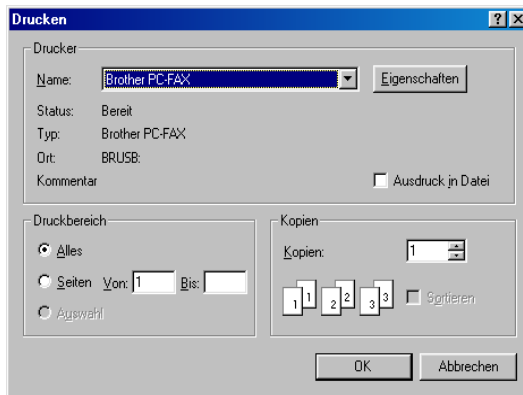 Drucken
Drucker
Name: Brother PC-FAX Eigenschaften
Status: Bereit
Typ: Brother PC-FAX
Ort: BRUSB:
Kommentar Ausdruck in Datei
Druckbereich
Alles
Seiten Von: 1 Bis:
Auswahl
Kopien
Kopien: 1
1 1 2 2 3 3 Sortieren
OK Abbrechen